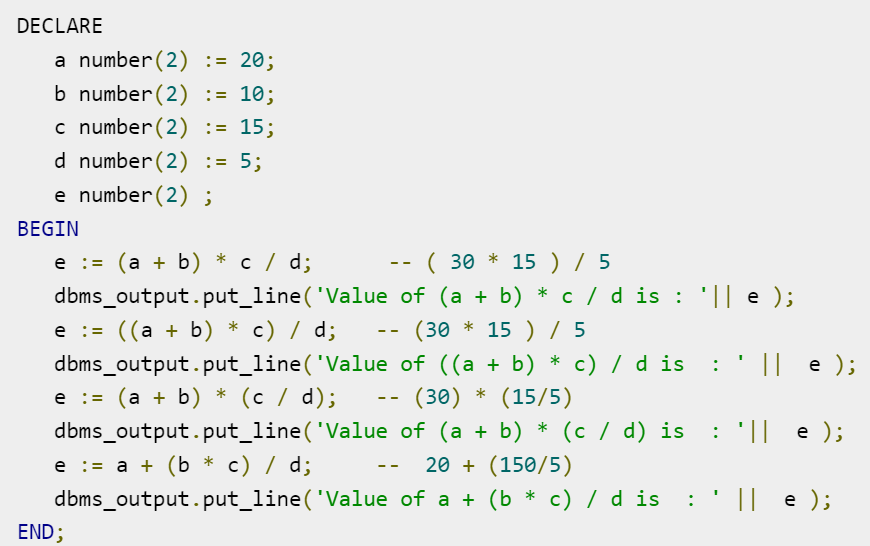 DECLARE
   a number(2) := 20;
   b number(2) := 10;
   c number(2) := 15;
   d number(2) := 5;
   e number(2) ;
BEGIN
   e := (a + b) * c / d;      -- ( 30 * 15 ) / 5
   dbms_output.put_line('Value of (a + b) * c / d is : '|| e );
   e := ((a + b) * c) / d;   -- (30 * 15 ) / 5
   dbms_output.put_line('Value of ((a + b) * c) / d is  : ' ||  e );
   e := (a + b) * (c / d);   -- (30) * (15/5)
   dbms_output.put_line('Value of (a + b) * (c / d) is  : '||  e );
   e := a + (b * c) / d;     --  20 + (150/5)
   dbms_output.put_line('Value of a + (b * c) / d is  : ' ||  e );
END;